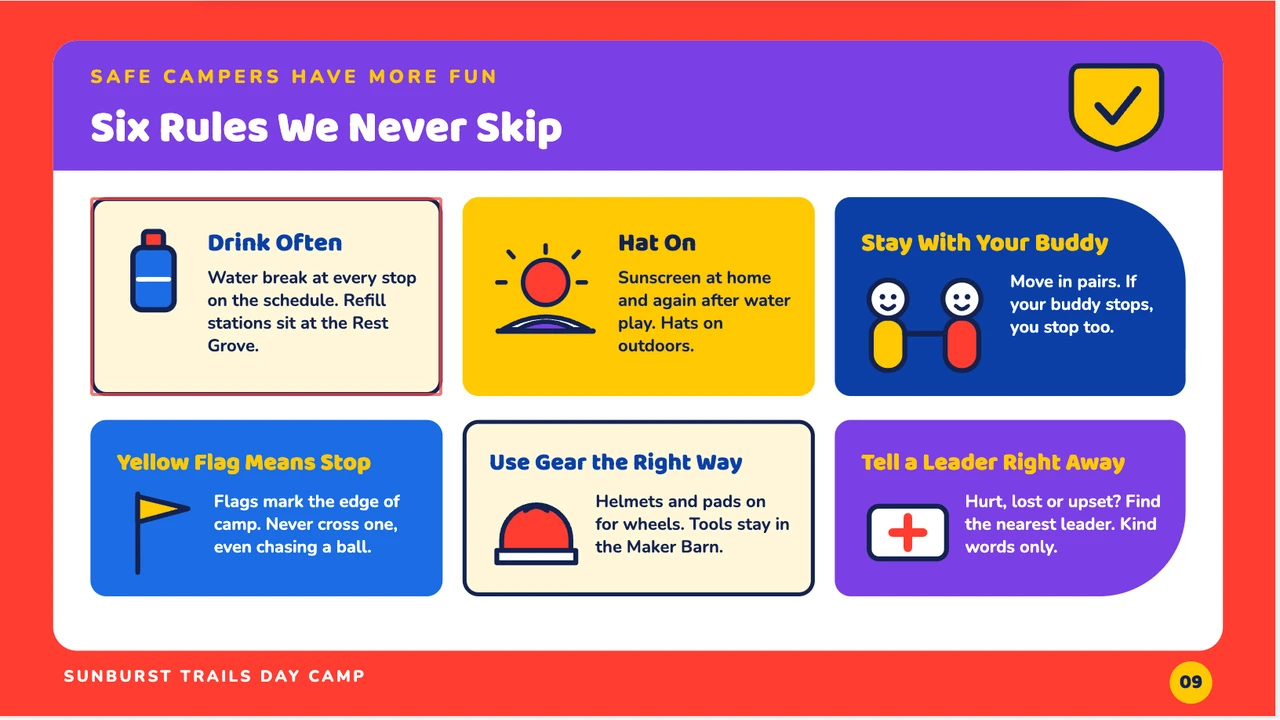 SAFE CAMPERS HAVE MORE FUN
Six Rules We Never Skip
Drink Often
Water break at every stop
on the schedule. Refill
stations sit at the Rest
Grove.
Hat On
Sunscreen at home
and again after water
play. Hats on
outdoors.
Stay With Your Buddy
Move in pairs. If
your buddy stops,
you stop too.
Yellow Flag Means Stop
Flags mark the edge of
camp. Never cross one,
even chasing a ball.
Use Gear the Right Way
Helmets and pads on
for wheels. Tools stay in
the Maker Barn.
Tell a Leader Right Away
Hurt, lost or upset? Find
the nearest leader. Kind
words only.
SUNBURST TRAILS DAY CAMP
09